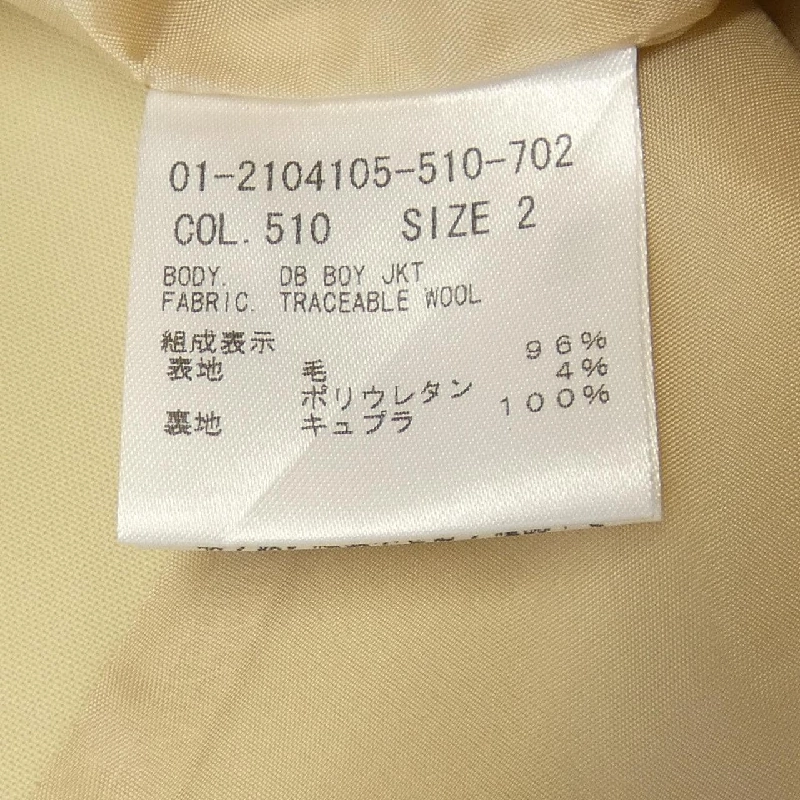 01-2104105-510-702
COL. 510 SIZE 2
BODY. DB BOY JKT
FABRIC. TRACEABLE WOOL
組成表示
表地 毛 96%
ポリウレタン 4%
裏地 キュプラ 100%